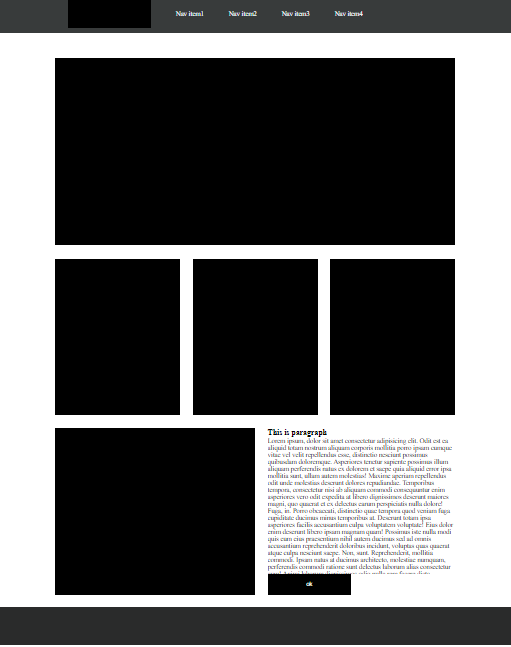 Nav item1 Nav item2 Nav item3 Nav item4
This is paragraph
Lorem ipsum, dolor sit amet consectetur adipisicing elit. Odit est ea
aliquid totam nostrum aliquam corporis mollitia porro ipsam cumque
vitae vel velit repellendus esse, distinctio nesciunt possimus
quibusdam doloremque. Asperiores tenetur sapiente possimus illum
aliquam perferendis natus ex dolorem et saepe quia aliquid error ipsa
mollitia sunt, ullam autem molestias! Maxime aperiam repellendus
odit unde molestias deserunt dolores repudiandae. Temporibus
tempora, consectetur nisi ab aliquam commodi consequuntur enim
asperiores vero odit expedita at libero dignissimos deserunt maiores
magni, quo quaerat et ex delectus earum perspiciatis nulla dolore!
Fuga, in. Porro obcaecati, distinctio quae tempora quod veniam fuga
cupiditate ducimus minus temporibus at. Deserunt totam ipsa
asperiores facilis accusantium culpa voluptatem voluptate! Eius dolor
enim deserunt libero ipsam magnam quam! Possimus iste nulla modi
quis cum eius praesentium nihil autem ducimus sed ad omnis
accusantium reprehenderit doloribus incidunt, voluptas quas quaerat
atque culpa nesciunt saepe. Non, sunt. Reprehenderit, mollitia
commodi. Ipsam natus ut ducimus architecto, molestiae numquam,
perferendis commodi ratione sunt delectus laborum alias consectetur